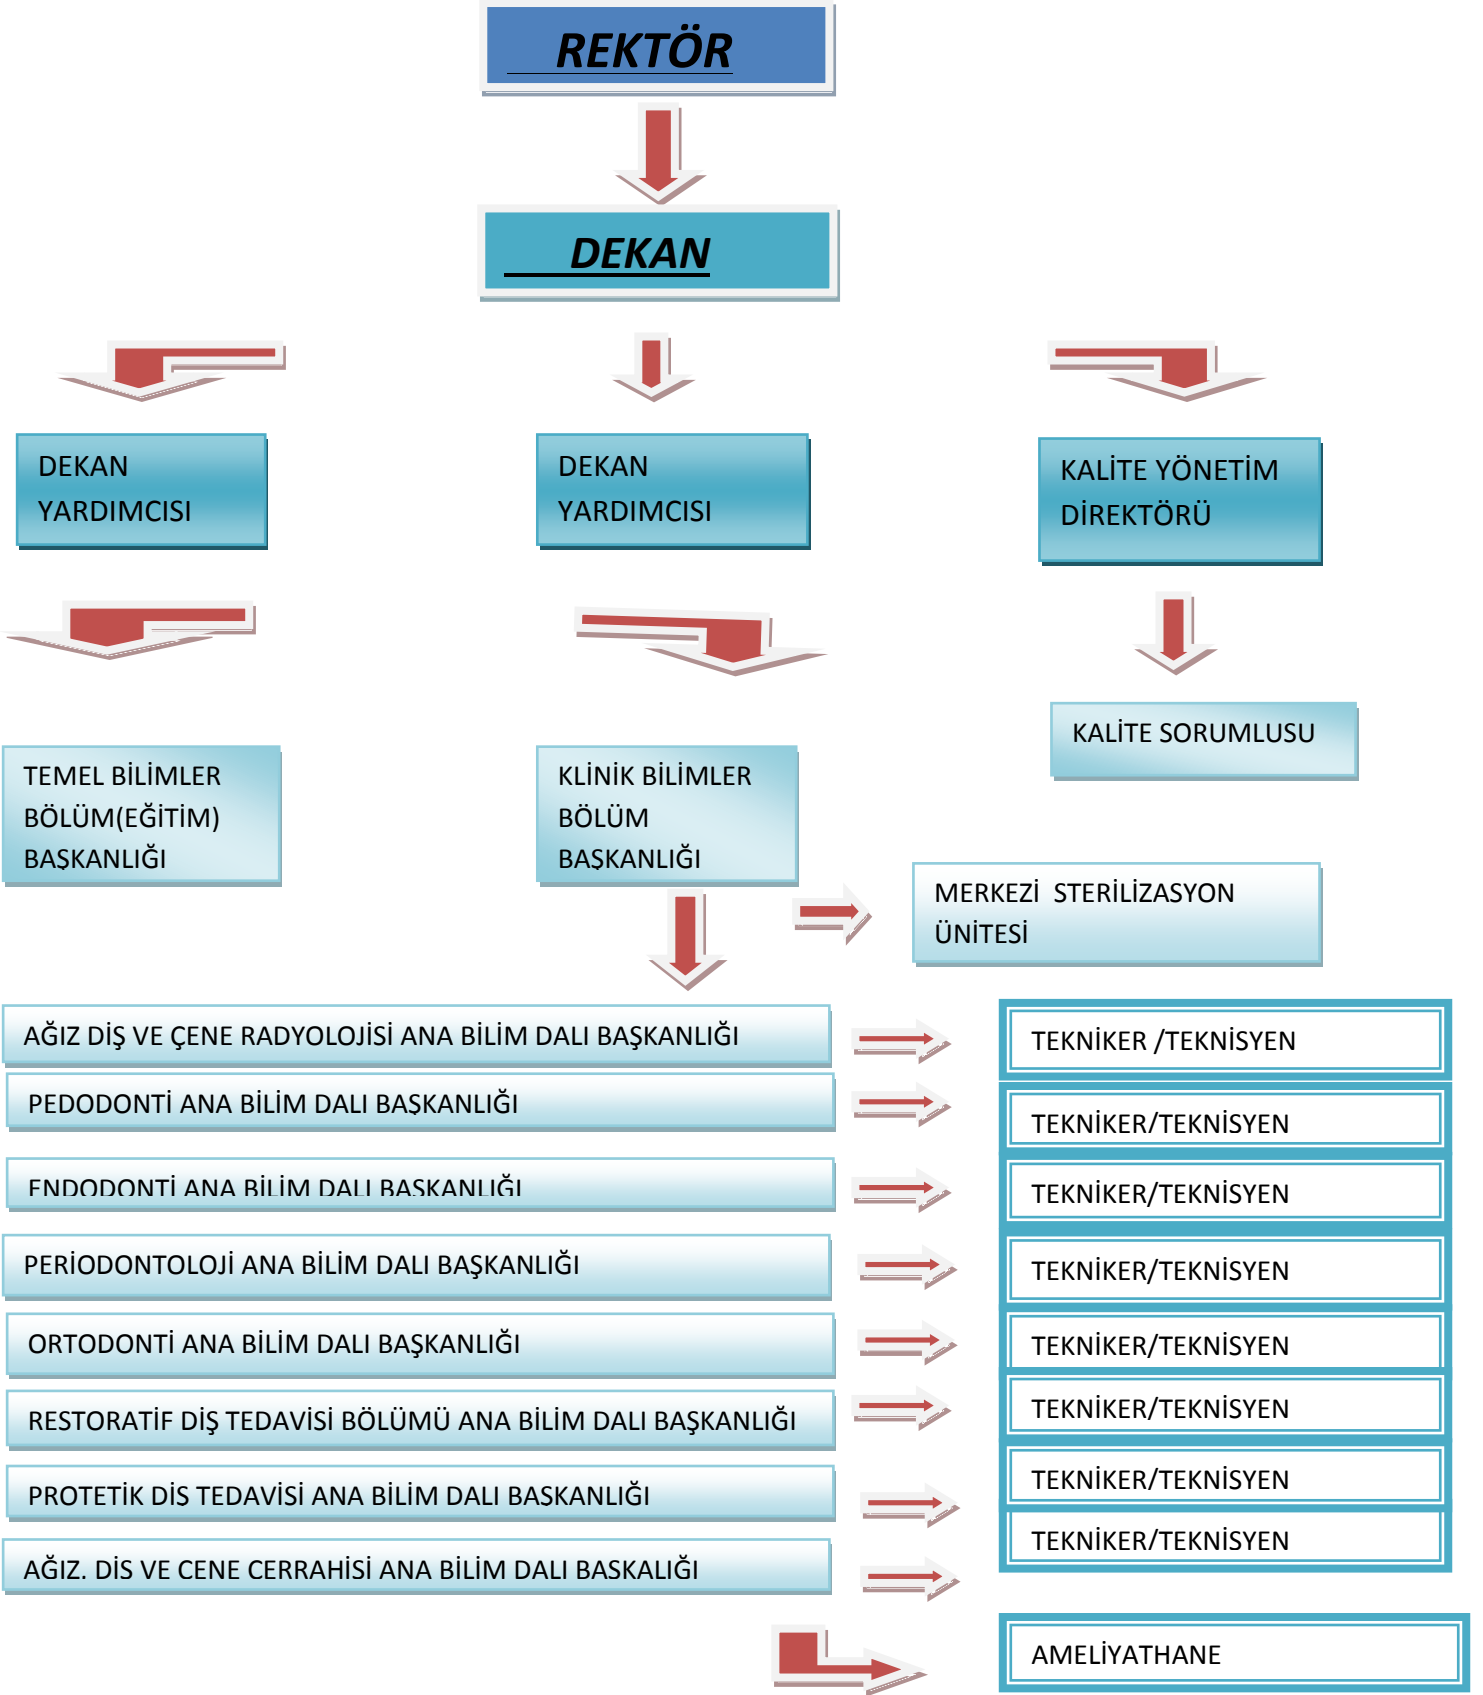 REKTÖR
DEKAN
DEKAN
YARDIMCISI
DEKAN
YARDIMCISI
KALİTE YÖNETİM
DİREKTÖRÜ
KALİTE SORUMLUSU
TEMEL BİLİMLER
BÖLÜM(EĞİTİM)
BAŞKANLIĞI
KLİNİK BİLİMLER
BÖLÜM
BAŞKANLIĞI
MERKEZİ STERİLİZASYON
ÜNİTESİ
AĞIZ DİŞ VE ÇENE RADYOLOJİSİ ANA BİLİM DALI BAŞKANLIĞI
TEKNİKER /TEKNİSYEN
PEDODONTİ ANA BİLİM DALI BAŞKANLIĞI
TEKNİKER/TEKNİSYEN
ENDODONTİ ANA BİLİM DALI BAŞKANLIĞI
TEKNİKER/TEKNİSYEN
PERİODONTOLOJİ ANA BİLİM DALI BAŞKANLIĞI
TEKNİKER/TEKNİSYEN
ORTODONTİ ANA BİLİM DALI BAŞKANLIĞI
TEKNİKER/TEKNİSYEN
RESTORATİF DİŞ TEDAVİSİ BÖLÜMÜ ANA BİLİM DALI BAŞKANLIĞI
TEKNİKER/TEKNİSYEN
PROTETİK DİŞ TEDAVİSİ ANA BİLİM DALI BAŞKANLIĞI
TEKNİKER/TEKNİSYEN
AĞIZ. DİŞ VE ÇENE CERRAHİSİ ANA BİLİM DALI BAŞKALIĞI
TEKNİKER/TEKNİSYEN
AMELİYATHANE